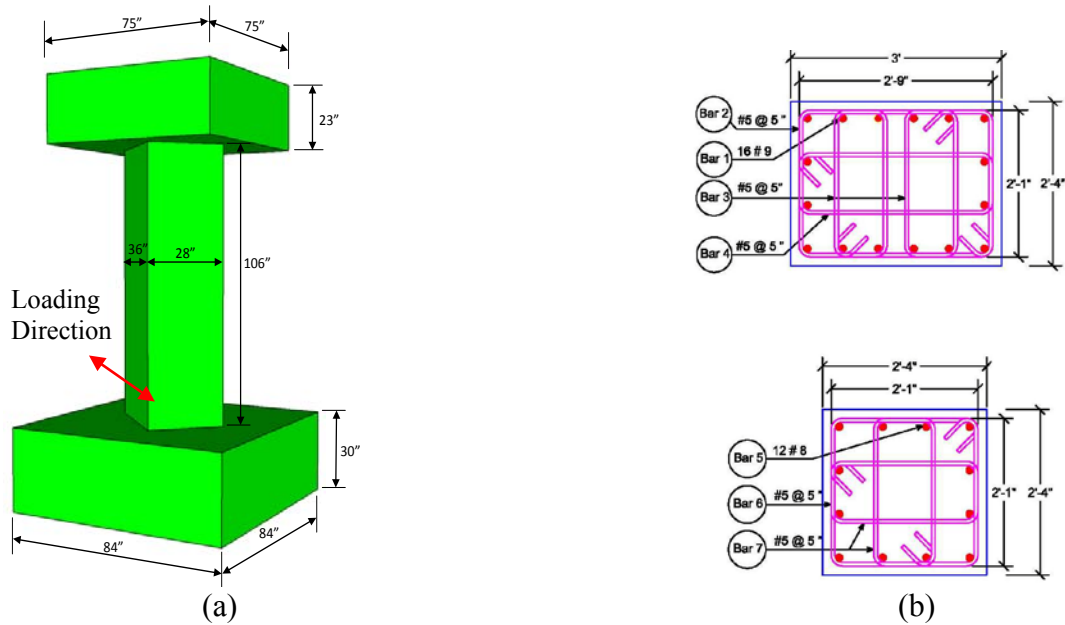 75”
75”
23”
36”
28”
106”
Loading
Direction
30”
84”
84”
(a)
3'
2'-9"
Bar 2
#5 @ 5 "
Bar 1
16 # 9
Bar 3
#5 @ 5"
Bar 4
#5 @ 5 "
2'-1"
2'-4"
2'-4"
2'-1"
Bar 5
12 # 8
Bar 6
#5 @ 5 "
Bar 7
#5 @ 5 "
2'-1"
2'-4"
(b)